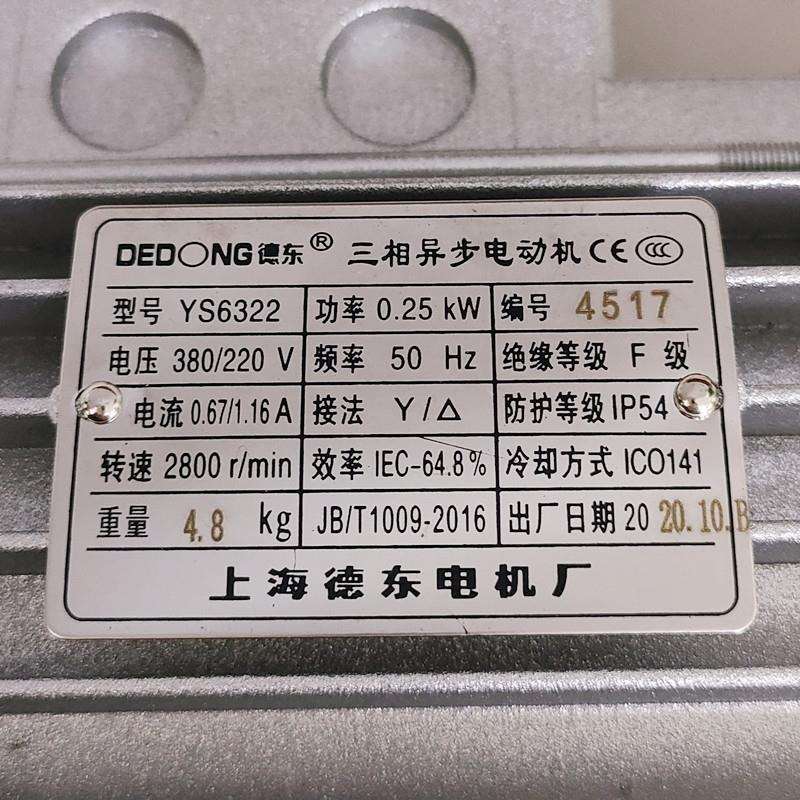 DEDONG德东® 三相异步电动机 CE CCC
型号 YS6322 功率 0.25 kW 编号 4517
电压 380/220 V 频率 50 Hz 绝缘等级 F 级
电流 0.67/1.16 A 接法 Y/△ 防护等级 IP54
转速 2800 r/min 效率 IEC-64.8% 冷却方式 ICO141
重量 4.8 kg JB/T1009-2016 出厂日期 20 20.10.B
上海德东电机厂